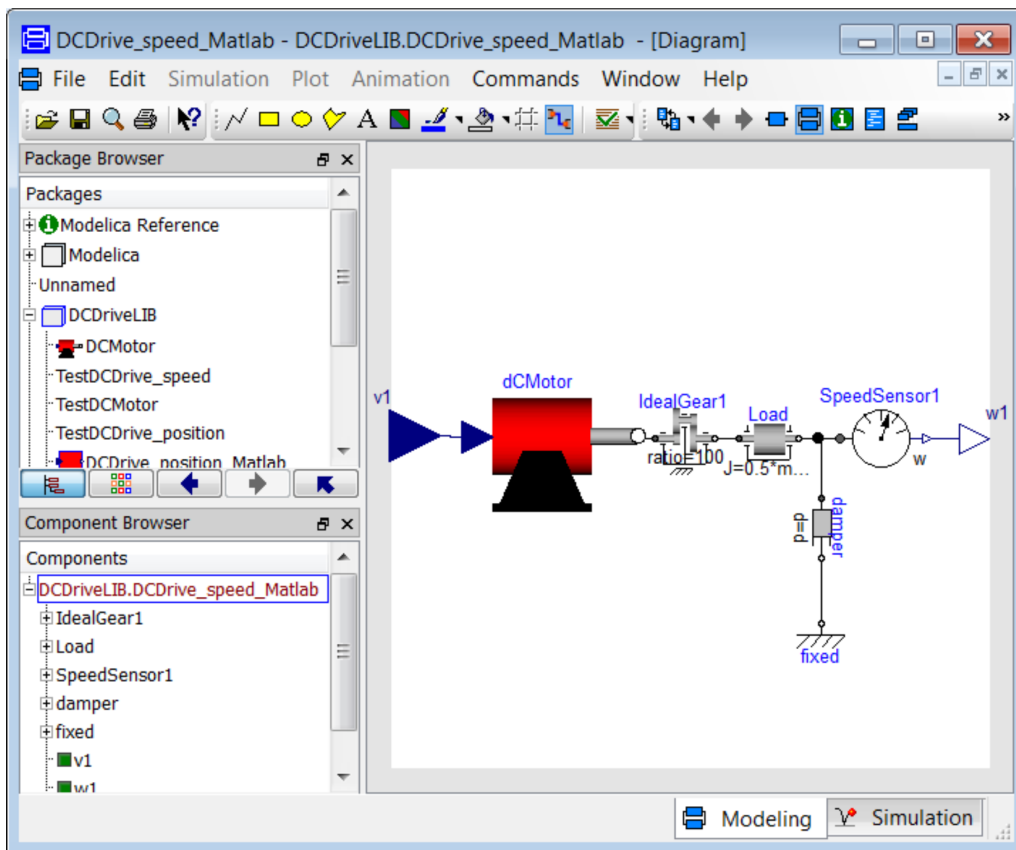 DCDrive_speed_Matlab - DCDriveLIB.DCDrive_speed_Matlab - [Diagram]
File Edit Simulation Plot Animation Commands Window Help
A
»
Package Browser
Packages
Modelica Reference
Modelica
Unnamed
DCDriveLIB
DCMotor
TestDCDrive_speed
TestDCMotor
TestDCDrive_position
DCDrive_position_Matlab
Component Browser
Components
DCDriveLIB.DCDrive_speed_Matlab
IdealGear1
Load
SpeedSensor1
damper
fixed
v1
w1
v1
dCMotor
IdealGear1
ratio=100
Load
J=0.5*m...
SpeedSensor1
w
w1
d=d
damper
fixed
Modeling
Simulation